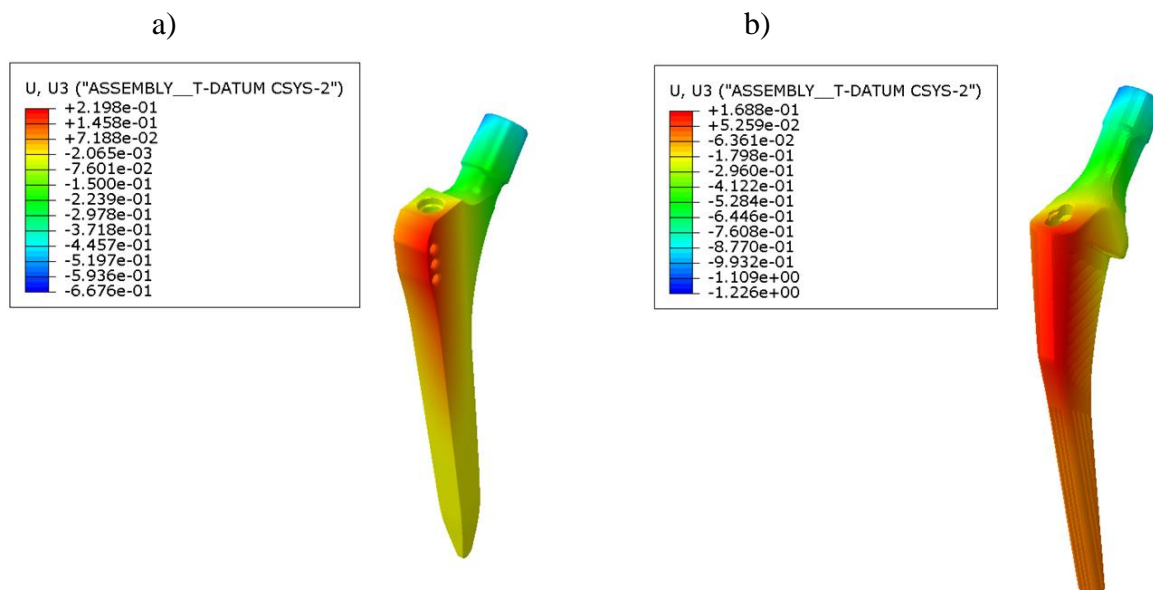 a)
b)
U, U3 ("ASSEMBLY__T-DATUM CSYS-2")
+2.198e-01
+1.458e-01
+7.188e-02
-2.065e-03
-7.601e-02
-1.500e-01
-2.239e-01
-2.978e-01
-3.718e-01
-4.457e-01
-5.197e-01
-5.936e-01
-6.676e-01
U, U3 ("ASSEMBLY__T-DATUM CSYS-2")
+1.688e-01
+5.259e-02
-6.361e-02
-1.798e-01
-2.960e-01
-4.122e-01
-5.284e-01
-6.446e-01
-7.608e-01
-8.770e-01
-9.932e-01
-1.109e+00
-1.226e+00